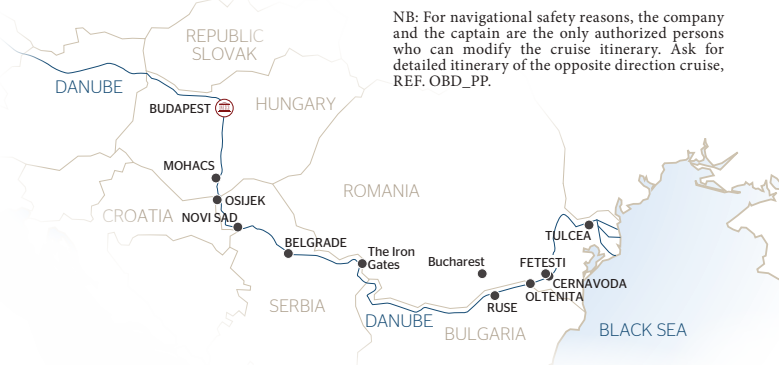 NB: For navigational safety reasons, the company
and the captain are the only authorized persons
who can modify the cruise itinerary. Ask for
detailed itinerary of the opposite direction cruise,
REF. OBD_PP.
REPUBLIC
SLOVAK
DANUBE
BUDAPEST
HUNGARY
MOHACS
ROMANIA
OSIJEK
CROATIA
NOVI SAD
TULCEA
BELGRADE
The Iron
Gates
Bucharest
FETESTI
CERNAVODA
OLTENITA
SERBIA
RUSE
DANUBE
BULGARIA
BLACK SEA